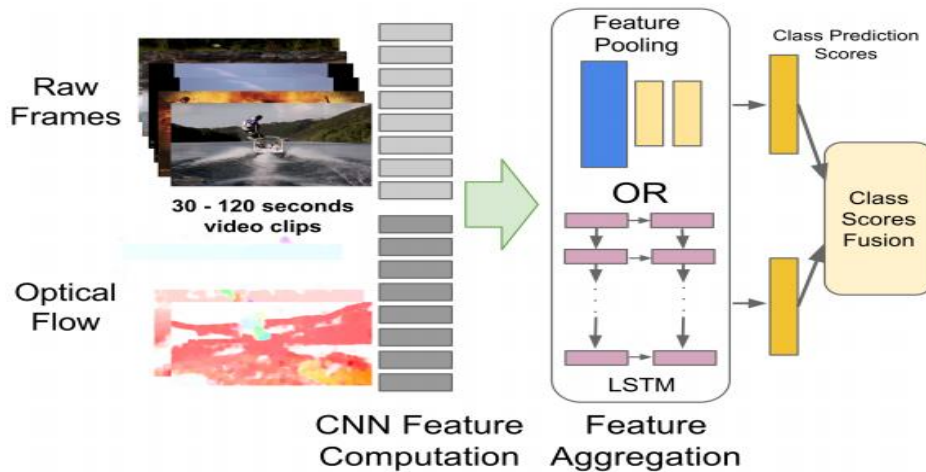 Raw
Frames
30 - 120 seconds
video clips
Optical
Flow
CNN Feature
Computation
Feature
Pooling
OR
LSTM
Feature
Aggregation
Class Prediction
Scores
Class
Scores
Fusion